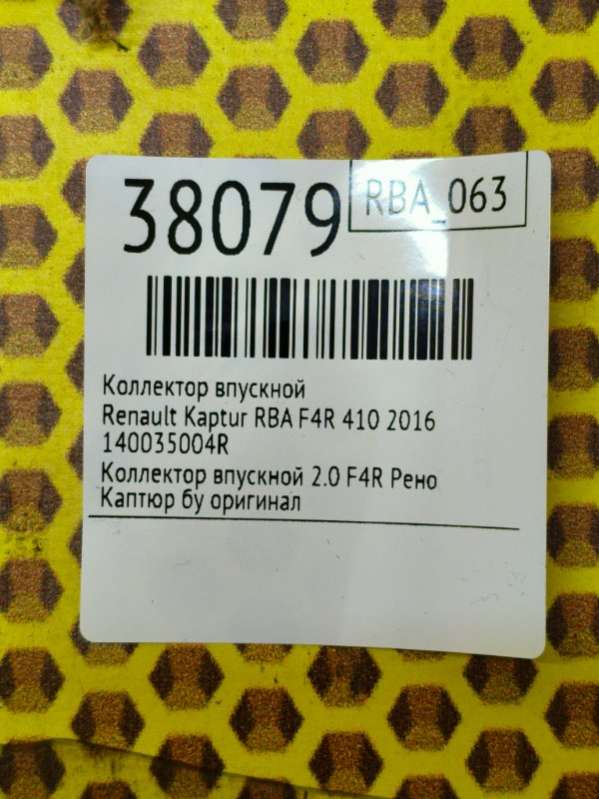 38079
RBA_063
Коллектор впускной
Renault Kaptur RBA F4R 410 2016
140035004R
Коллектор впускной 2.0 F4R Рено
Каптюр бу оригинал